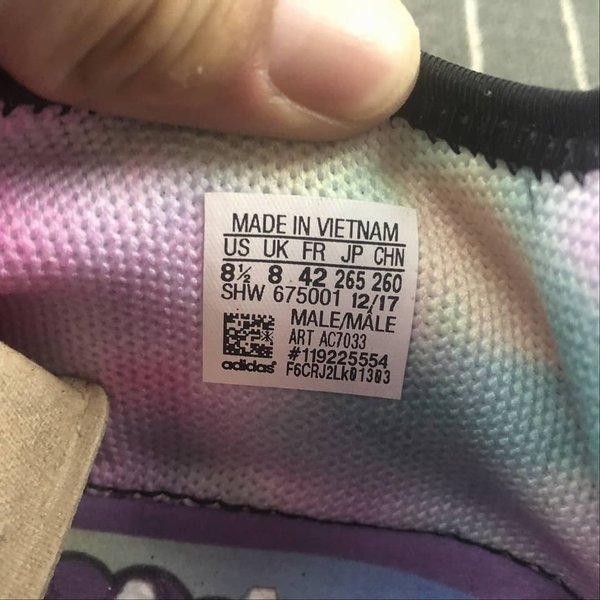 MADE IN VIETNAM
US UK FR JP CHN
8½ 8 42 265 260
SHW 675001 12/17
MALE/MÂLE
ART AC7033
#119225554
adidas® F6CRJ2Lk01303